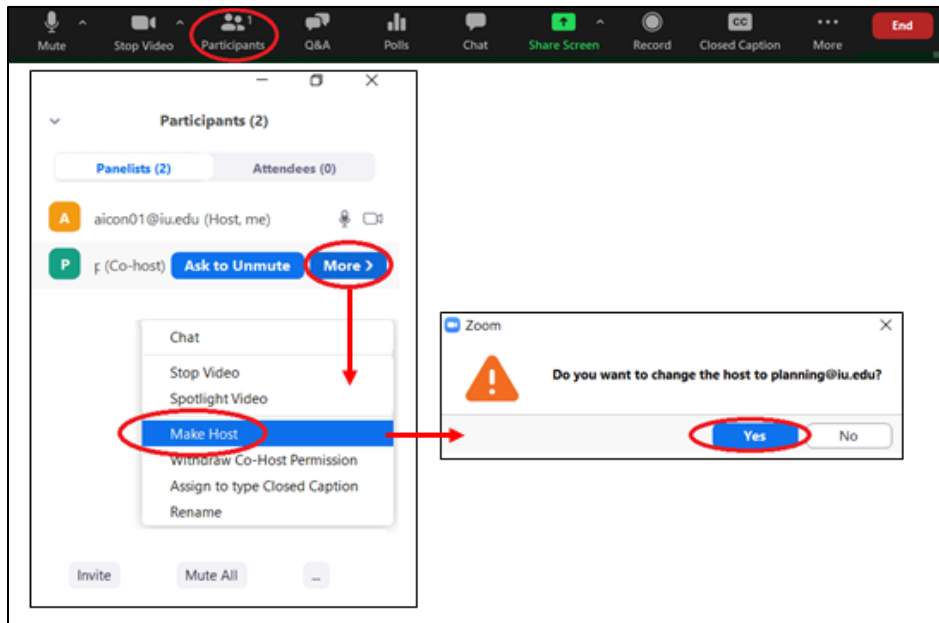 1
Mute Stop Video Participants Q&A Polls Chat Share Screen Record Closed Caption More End
CC
Participants (2)
Panelists (2) Attendees (0)
A aicon01@iu.edu (Host, me)
P (Co-host) Ask to Unmute More >
Chat
Stop Video
Spotlight Video
Make Host
Withdraw Co-Host Permission
Assign to type Closed Caption
Rename
Invite Mute All ...
Zoom
Do you want to change the host to planning@iu.edu?
Yes No